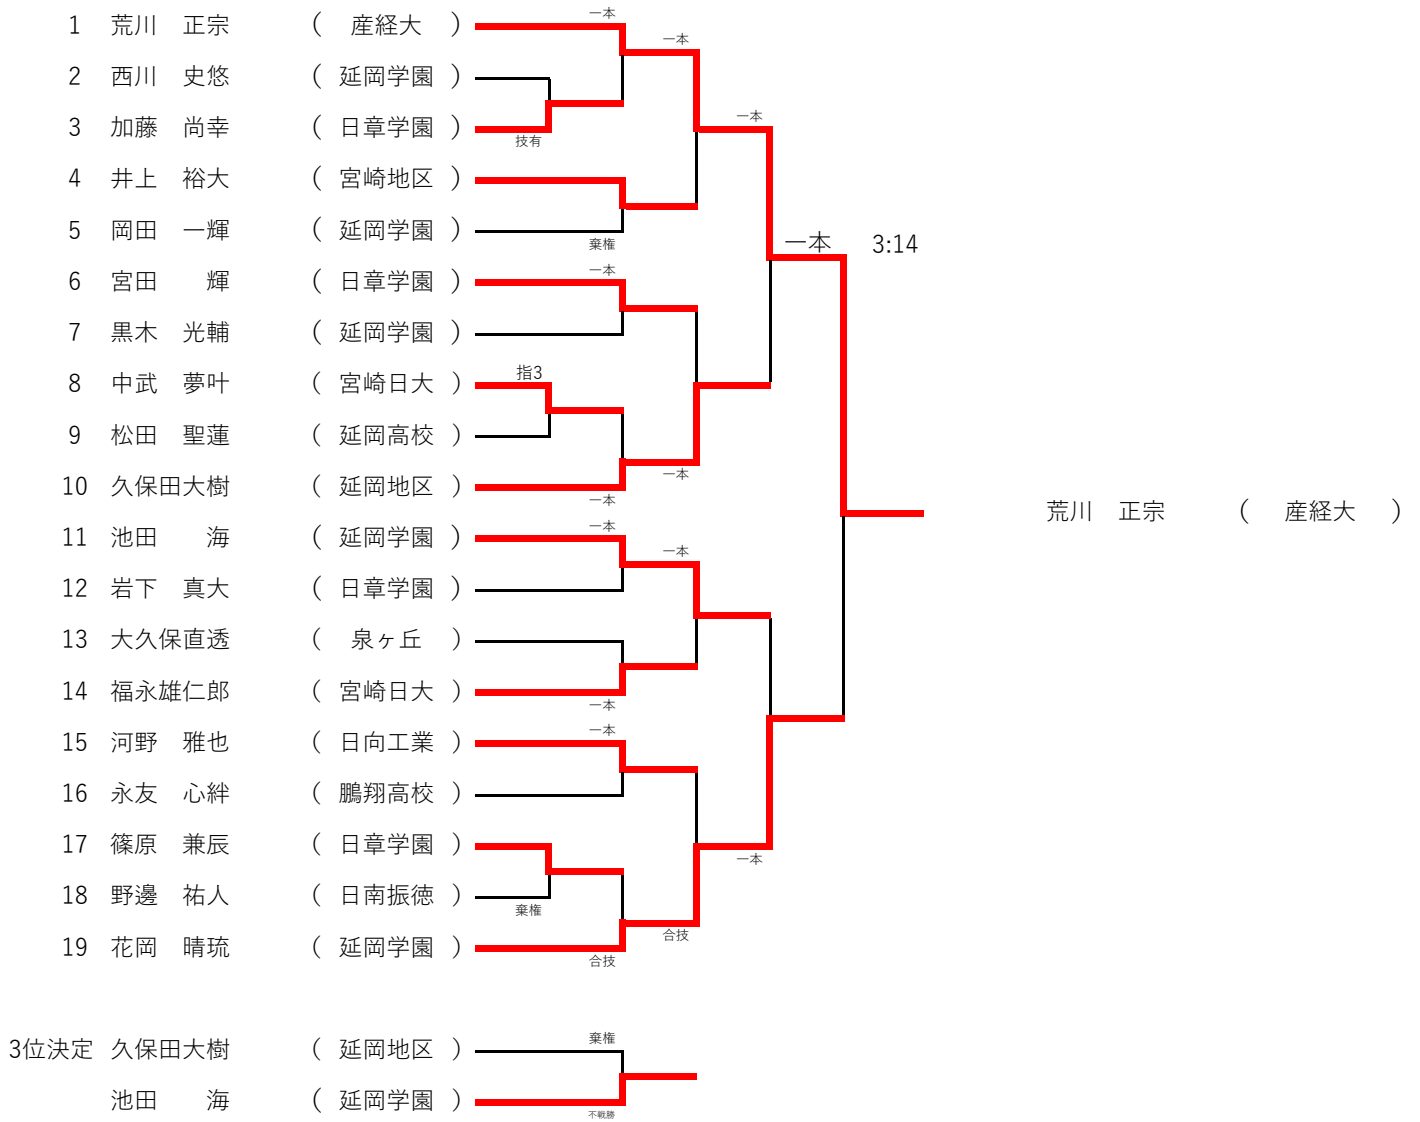 一本
1 荒川 正宗 ( 産経大 )
一本
2 西川 史悠 ( 延岡学園 )
一本
3 加藤 尚幸 ( 日章学園 )
技有
4 井上 裕大 ( 宮崎地区 )
5 岡田 一輝 ( 延岡学園 )
棄権
一本 3:14
一本
6 宮田 輝 ( 日章学園 )
7 黒木 光輔 ( 延岡学園 )
指3
8 中武 夢叶 ( 宮崎日大 )
9 松田 聖蓮 ( 延岡高校 )
一本
10 久保田大樹 ( 延岡地区 )
一本
荒川 正宗 ( 産経大 )
一本
11 池田 海 ( 延岡学園 )
一本
12 岩下 真大 ( 日章学園 )
13 大久保直透 ( 泉ヶ丘 )
14 福永雄仁郎 ( 宮崎日大 )
一本
一本
15 河野 雅也 ( 日向工業 )
16 永友 心絆 ( 鵬翔高校 )
17 篠原 兼辰 ( 日章学園 )
一本
18 野邊 祐人 ( 日南振徳 )
棄権
合技
19 花岡 晴琉 ( 延岡学園 )
合技
棄権
3位決定 久保田大樹 ( 延岡地区 )
池田 海 ( 延岡学園 )
不戦勝